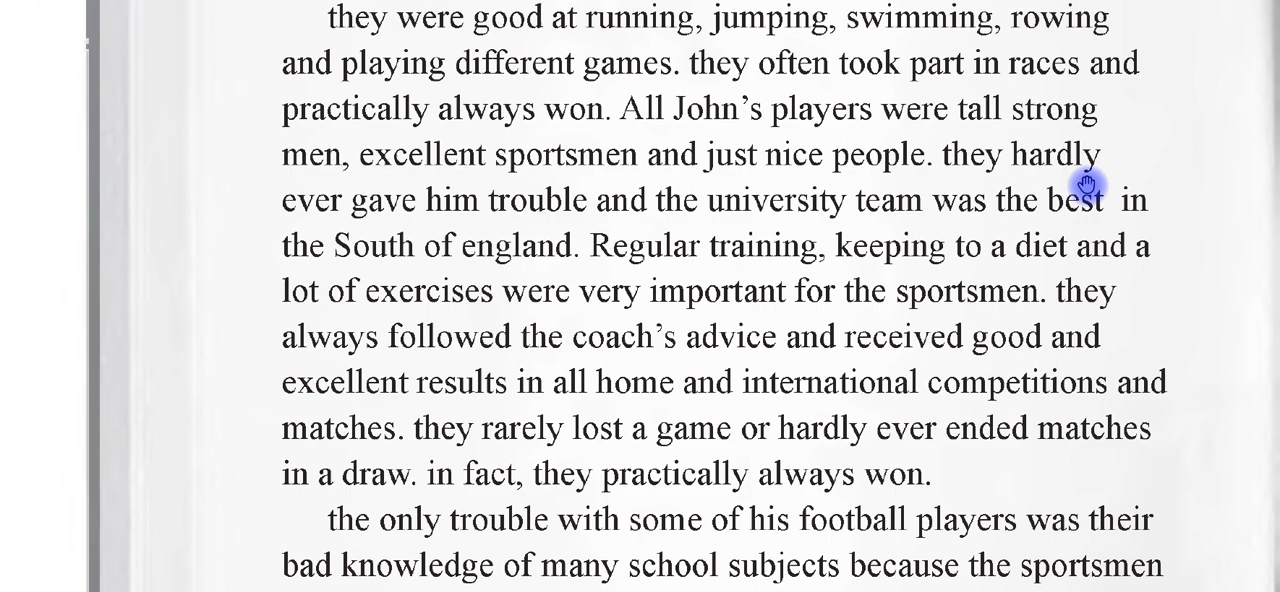 they were good at running, jumping, swimming, rowing
and playing different games. they often took part in races and
practically always won. All John’s players were tall strong
men, excellent sportsmen and just nice people. they hardly
ever gave him trouble and the university team was the best in
the South of england. Regular training, keeping to a diet and a
lot of exercises were very important for the sportsmen. they
always followed the coach’s advice and received good and
excellent results in all home and international competitions and
matches. they rarely lost a game or hardly ever ended matches
in a draw. in fact, they practically always won.
the only trouble with some of his football players was their
bad knowledge of many school subjects because the sportsmen